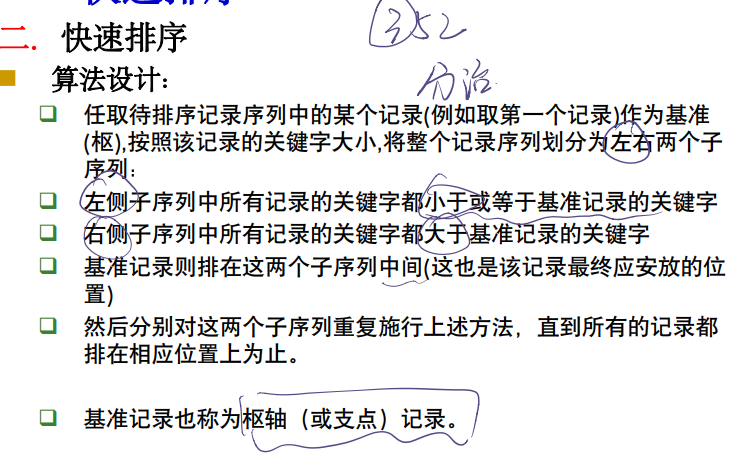 快速排序
③52
二. 快速排序
分治
算法设计：
任取待排序记录序列中的某个记录(例如取第一个记录)作为基准
(枢),按照该记录的关键字大小,将整个记录序列划分为左右两个子
序列：
左侧子序列中所有记录的关键字都小于或等于基准记录的关键字
右侧子序列中所有记录的关键字都大于基准记录的关键字
基准记录则排在这两个子序列中间(这也是该记录最终应安放的位
置)
然后分别对这两个子序列重复施行上述方法，直到所有的记录都
排在相应位置上为止。
基准记录也称为枢轴（或支点）记录。